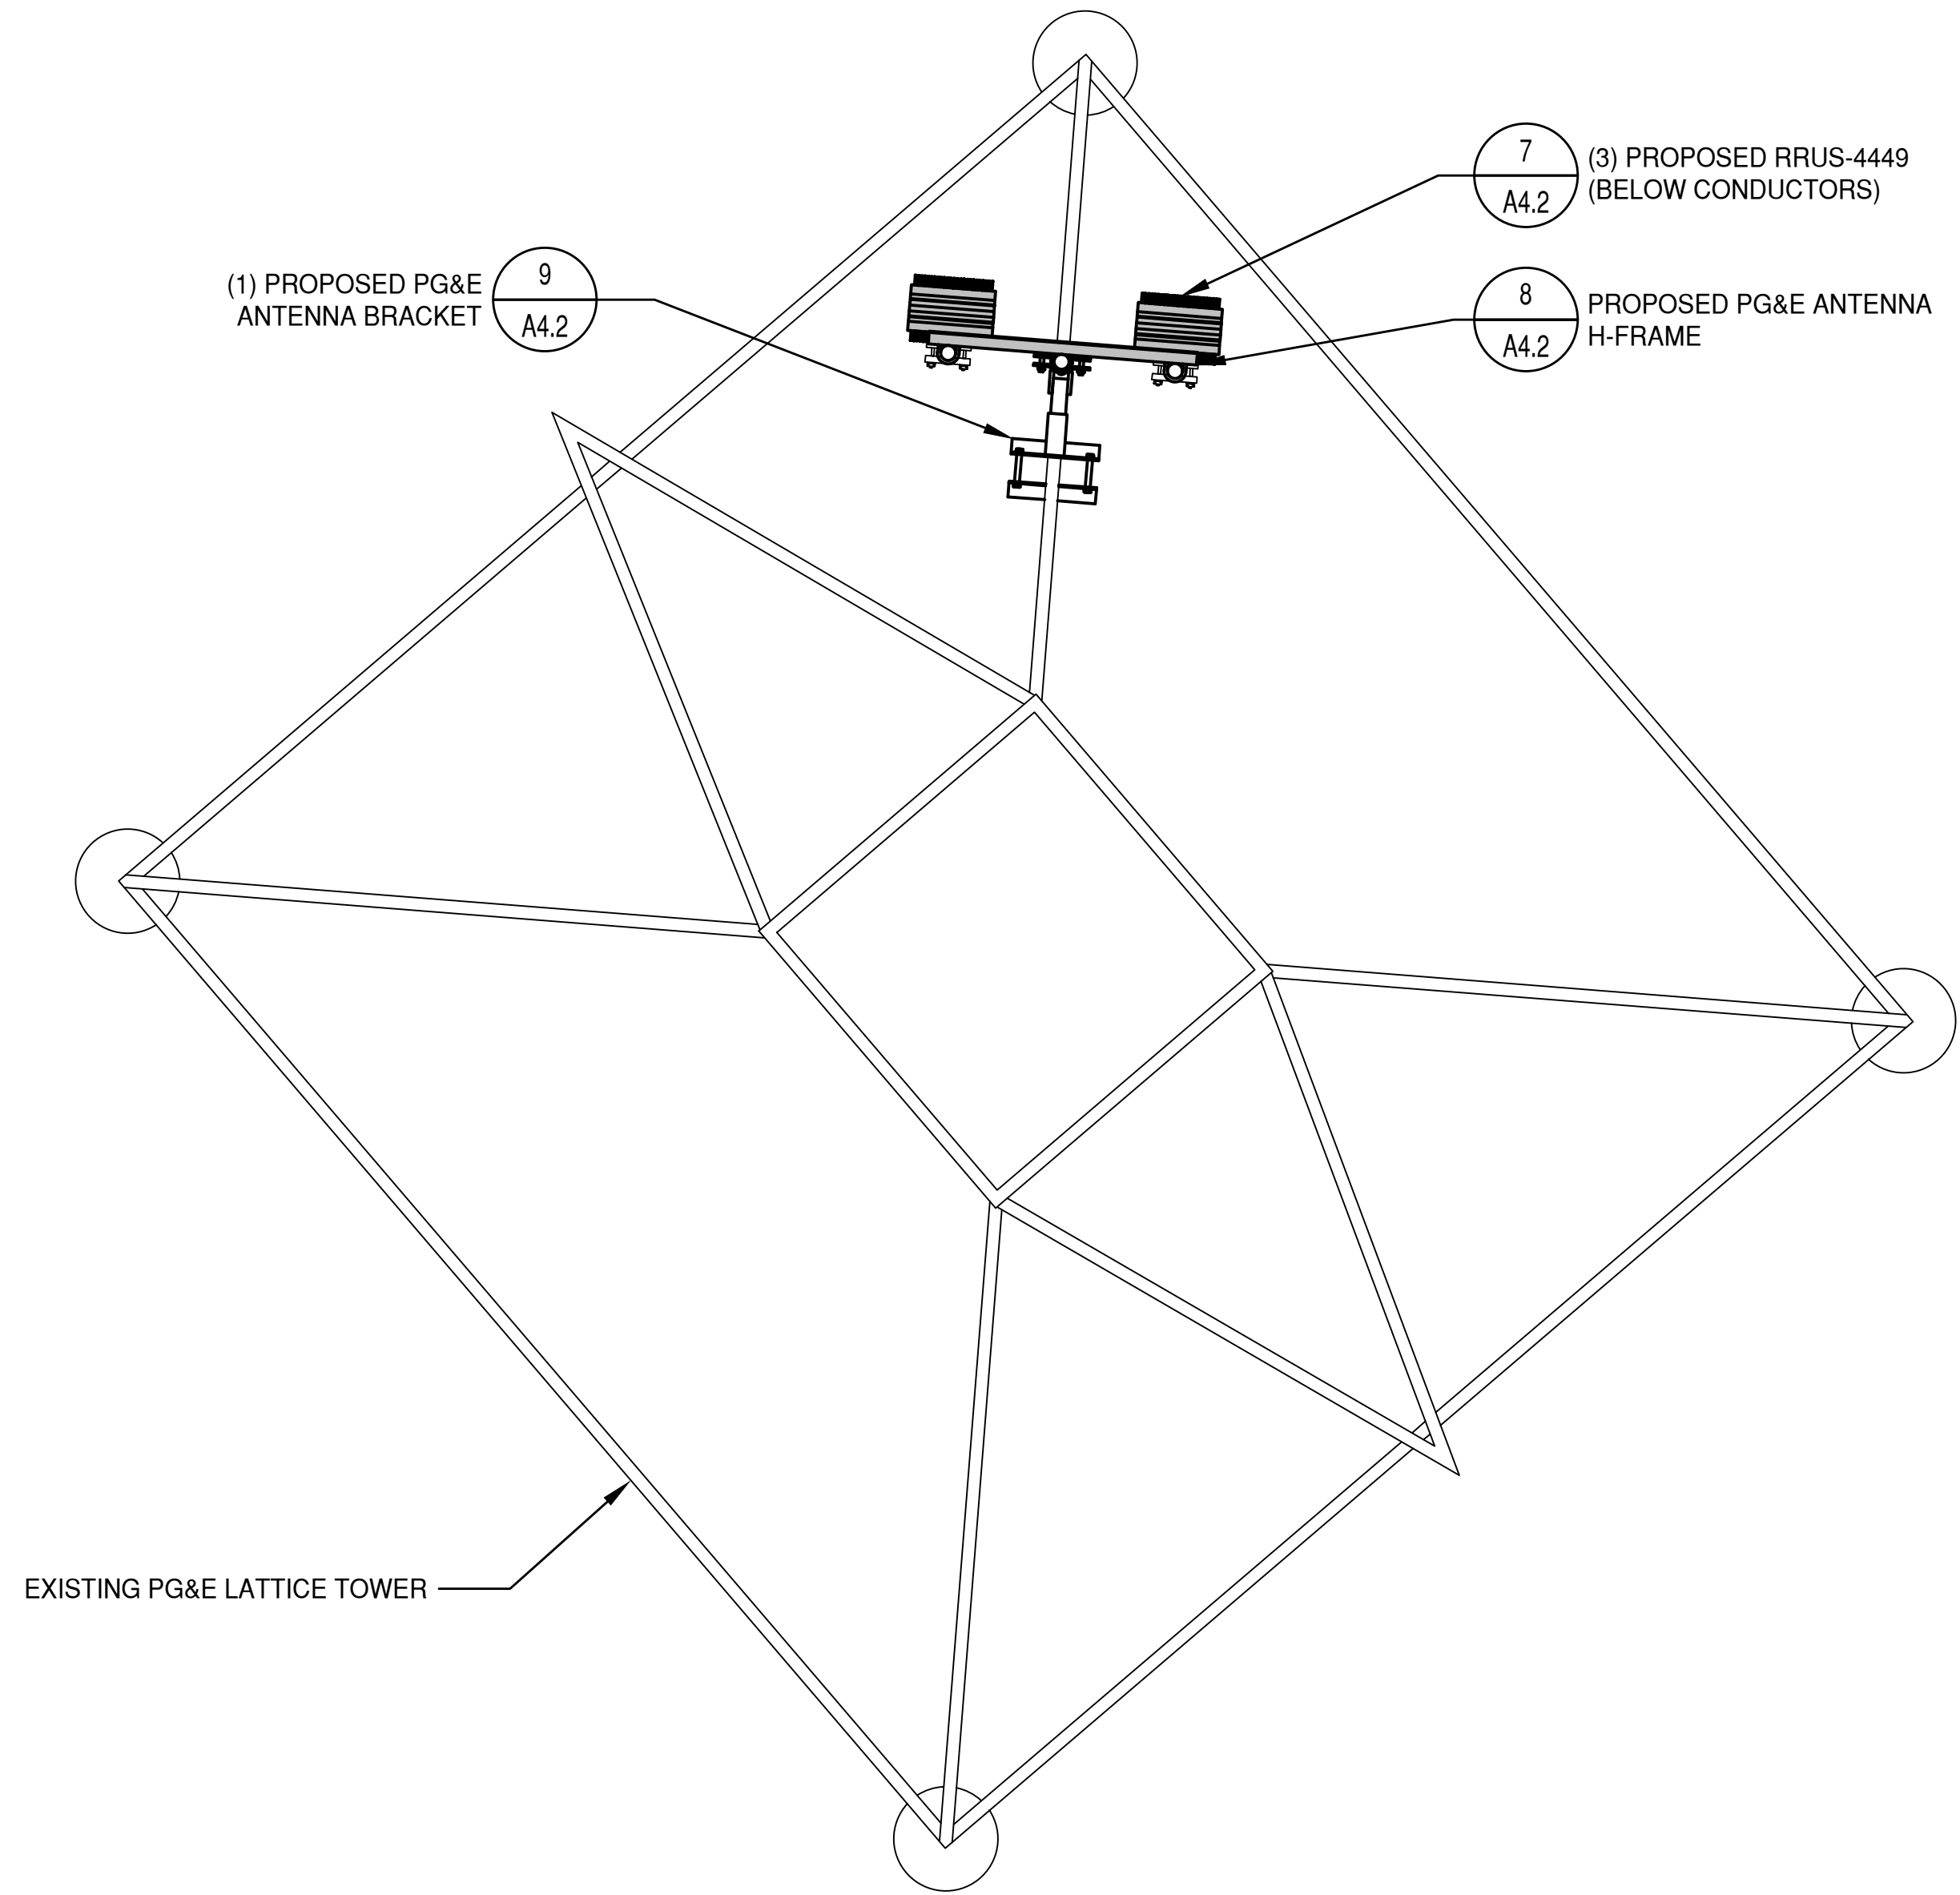 7
A4.2
(3) PROPOSED RRUS-4449
(BELOW CONDUCTORS)
9
A4.2
(1) PROPOSED PG&E
ANTENNA BRACKET
8
A4.2
PROPOSED PG&E ANTENNA
H-FRAME
EXISTING PG&E LATTICE TOWER